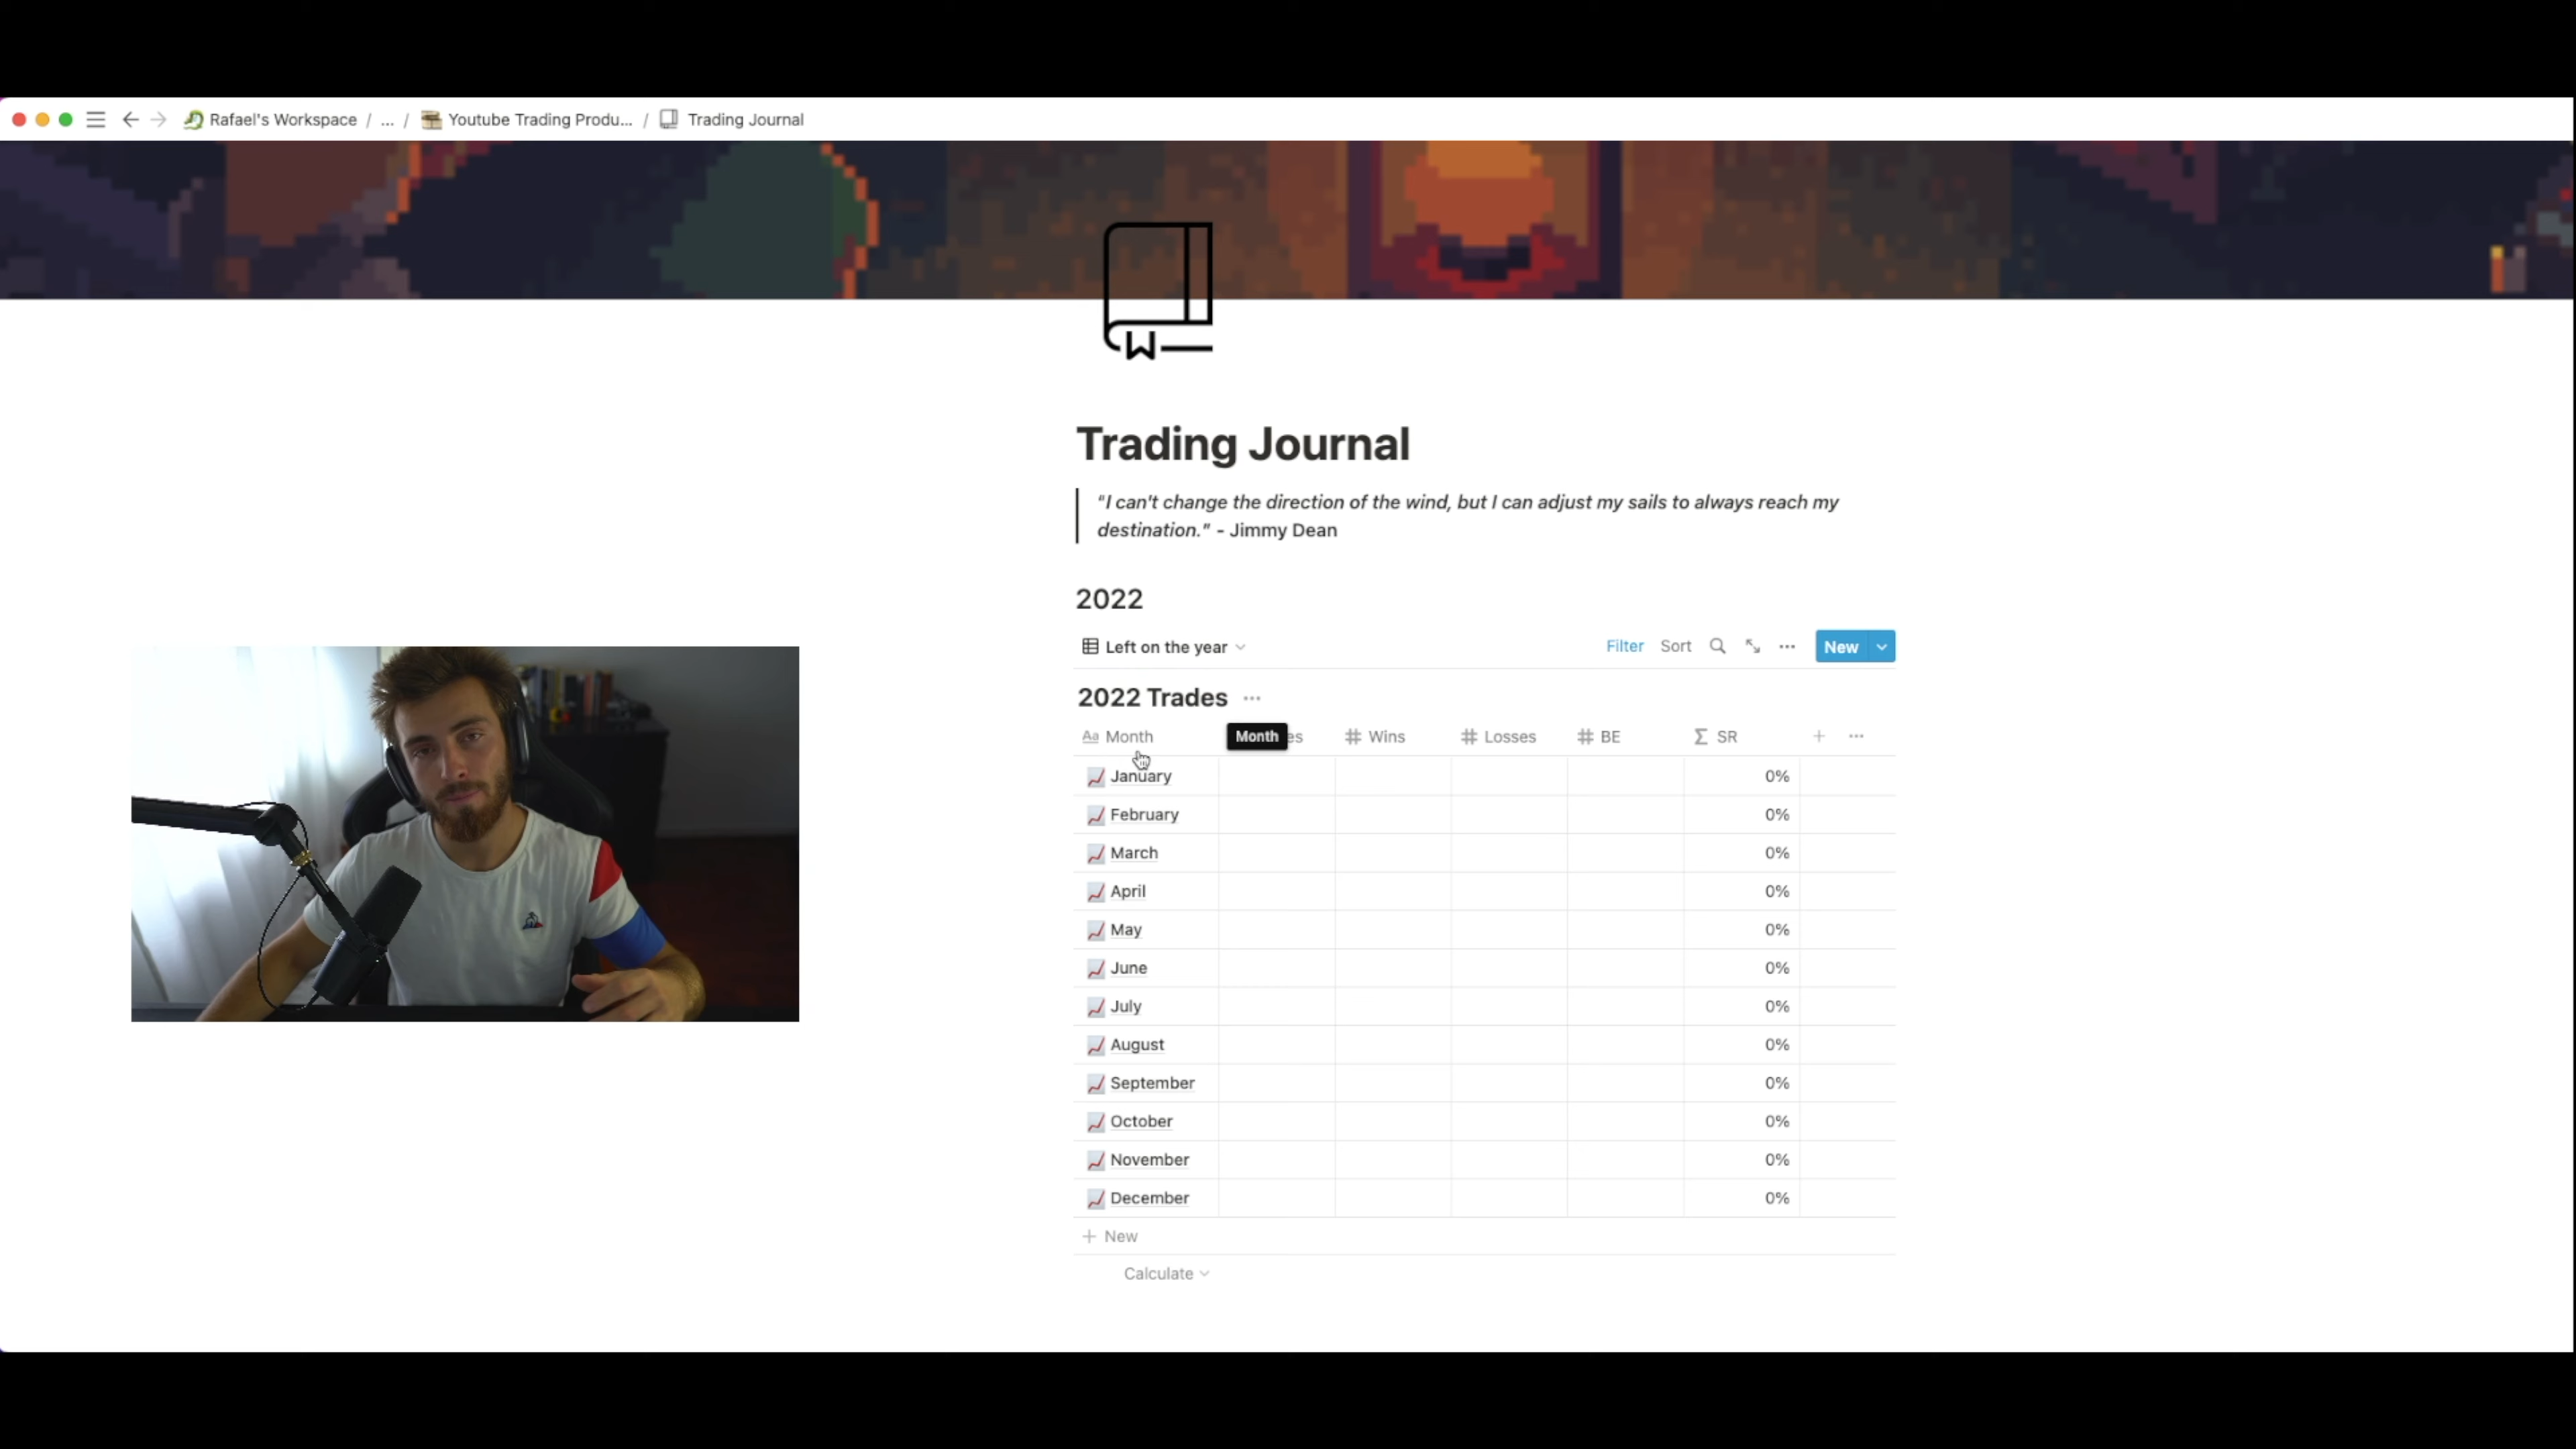 Rafael's Workspace / ... / Youtube Trading Produ... / Trading Journal
Trading Journal
"I can't change the direction of the wind, but I can adjust my sails to always reach my
destination." - Jimmy Dean
2022
Left on the year
Filter Sort ... New
2022 Trades ...
Aa Month Month es # Wins # Losses # BE Σ SR + ...
January 0%
February 0%
March 0%
April 0%
May 0%
June 0%
July 0%
August 0%
September 0%
October 0%
November 0%
December 0%
+ New
Calculate